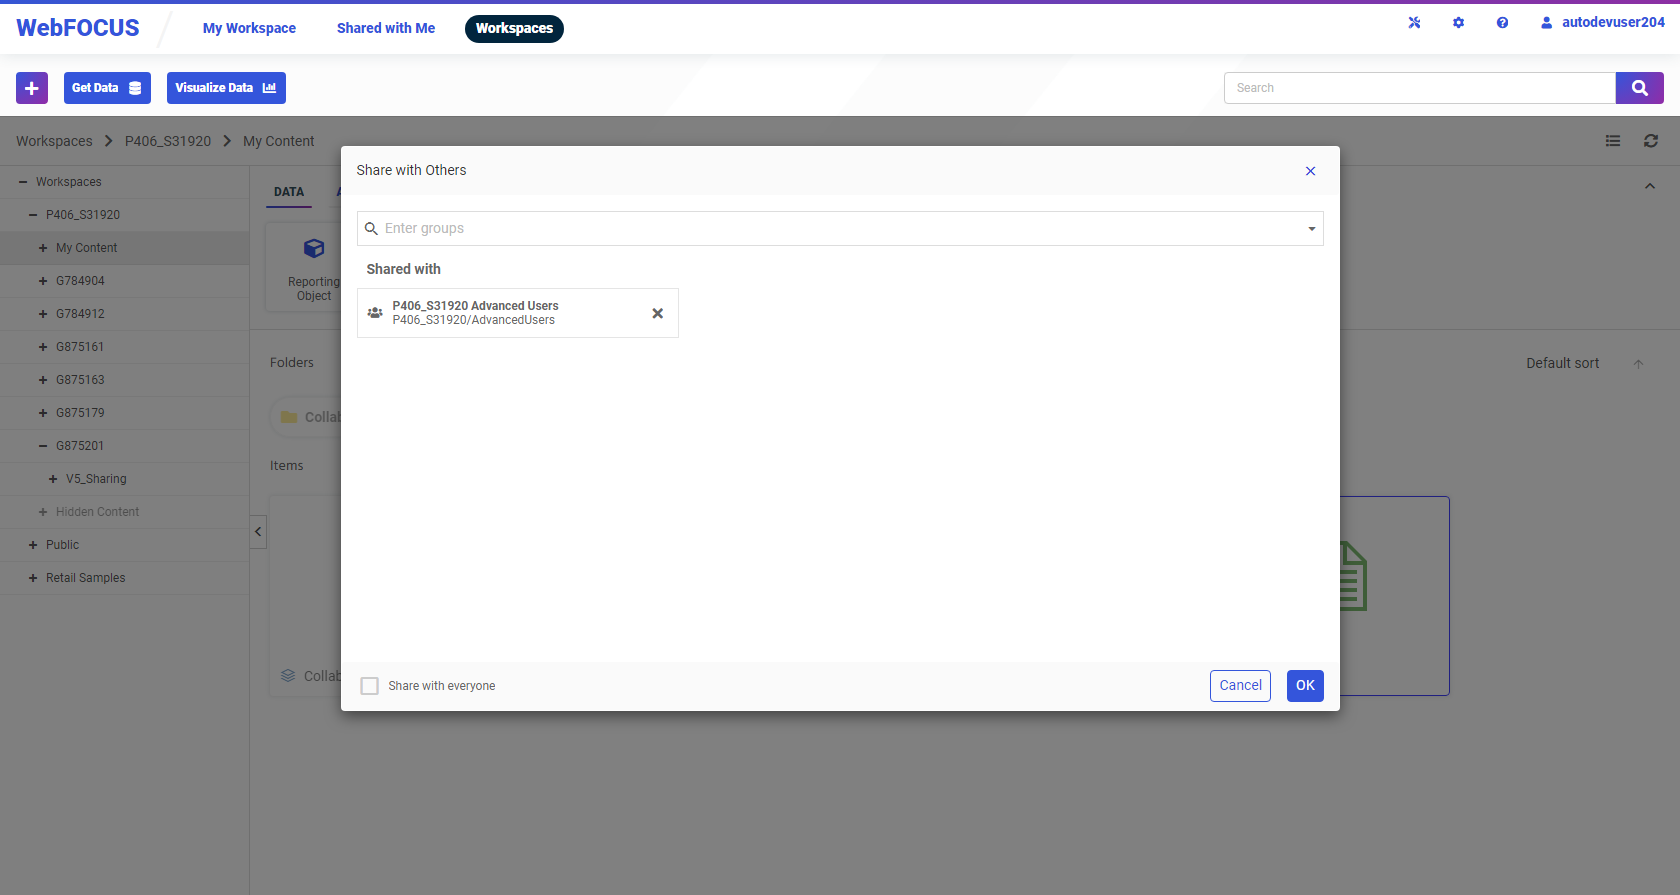 WebFOCUS
My Workspace
Shared with Me
Workspaces
autodevuser204
Get Data
Visualize Data
Search
Workspaces
P406_S31920
My Content
Workspaces
P406_S31920
My Content
G784904
G784912
G875161
G875163
G875179
G875201
V5_Sharing
Hidden Content
Public
Retail Samples
DATA
Reporting
Object
Folders
Default sort
Items
Share with Others
Enter groups
Shared with
P406_S31920 Advanced Users
P406_S31920/AdvancedUsers
Share with everyone
Cancel
OK